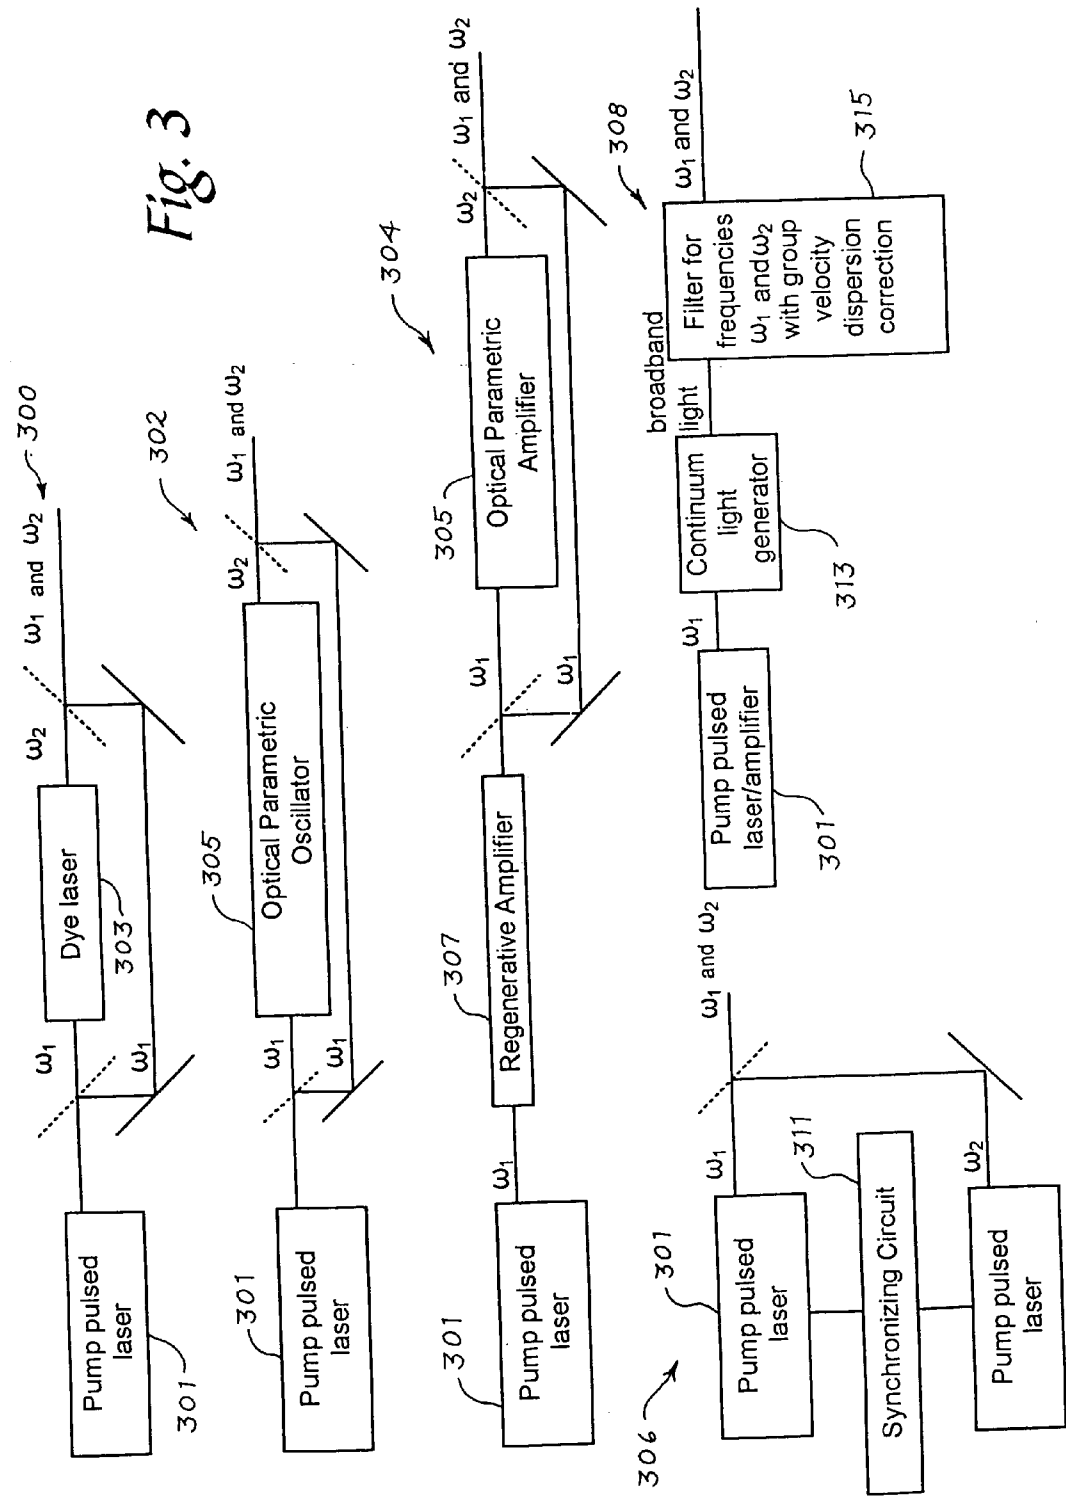 Fig. 3
300
Pump pulsed
laser
301
ω1
ω1
Dye laser
303
ω2
ω1 and ω2
302
Pump pulsed
laser
301
ω1
ω1
Optical Parametric
Oscillator
305
ω2
ω1 and ω2
304
Pump pulsed
laser
301
ω1
Regenerative Amplifier
307
ω1
ω1
Optical Parametric
Amplifier
305
ω2
ω1 and ω2
306
Pump pulsed
laser
301
ω1
Synchronizing Circuit
311
Pump pulsed
laser
ω2
ω1 and ω2
308
Pump pulsed
laser/amplifier
301
ω1
Continuum
light
generator
313
broadband
light
Filter for
frequencies
ω1 and ω2
with group
velocity
dispersion
correction
315
ω1 and ω2